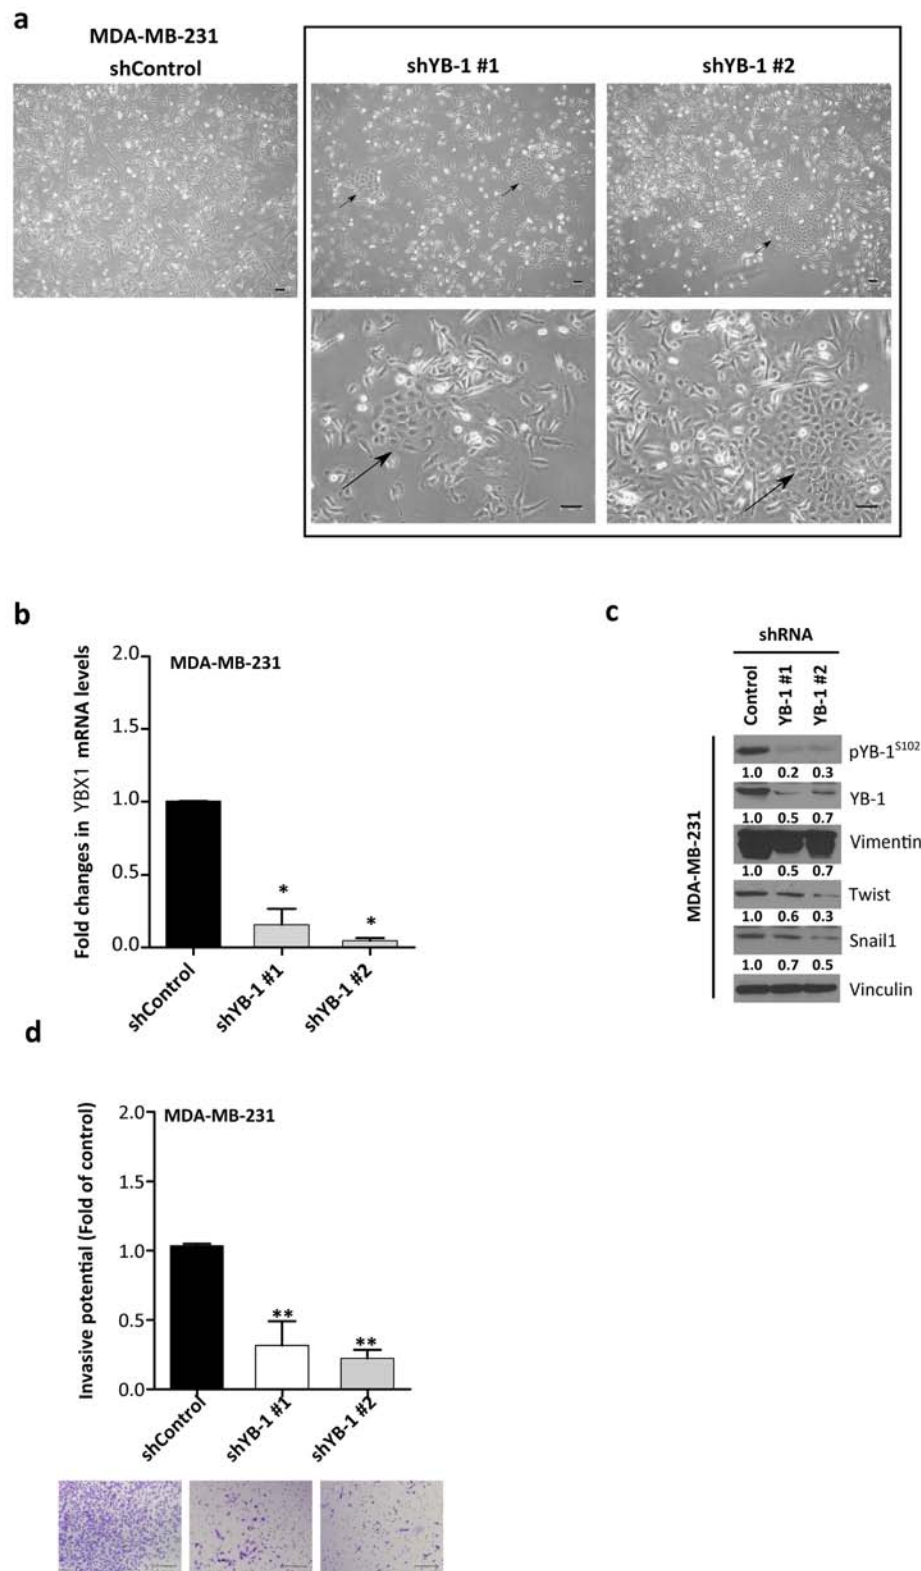 a
MDA-MB-231
shControl
shYB-1 #1
shYB-1 #2
b
Fold changes in YBX1 mRNA levels
2.0
MDA-MB-231
1.5
1.0
0.5
0.0
*
*
shControl
shYB-1 #1
shYB-1 #2
c
shRNA
Control
YB-1 #1
YB-1 #2
MDA-MB-231
pYB-1S102
1.0 0.2 0.3
YB-1
1.0 0.5 0.7
Vimentin
1.0 0.5 0.7
Twist
1.0 0.6 0.3
Snail1
1.0 0.7 0.5
Vinculin
d
Invasive potential (Fold of control)
2.0
MDA-MB-231
1.5
1.0
0.5
0.0
**
**
shControl
shYB-1 #1
shYB-1 #2